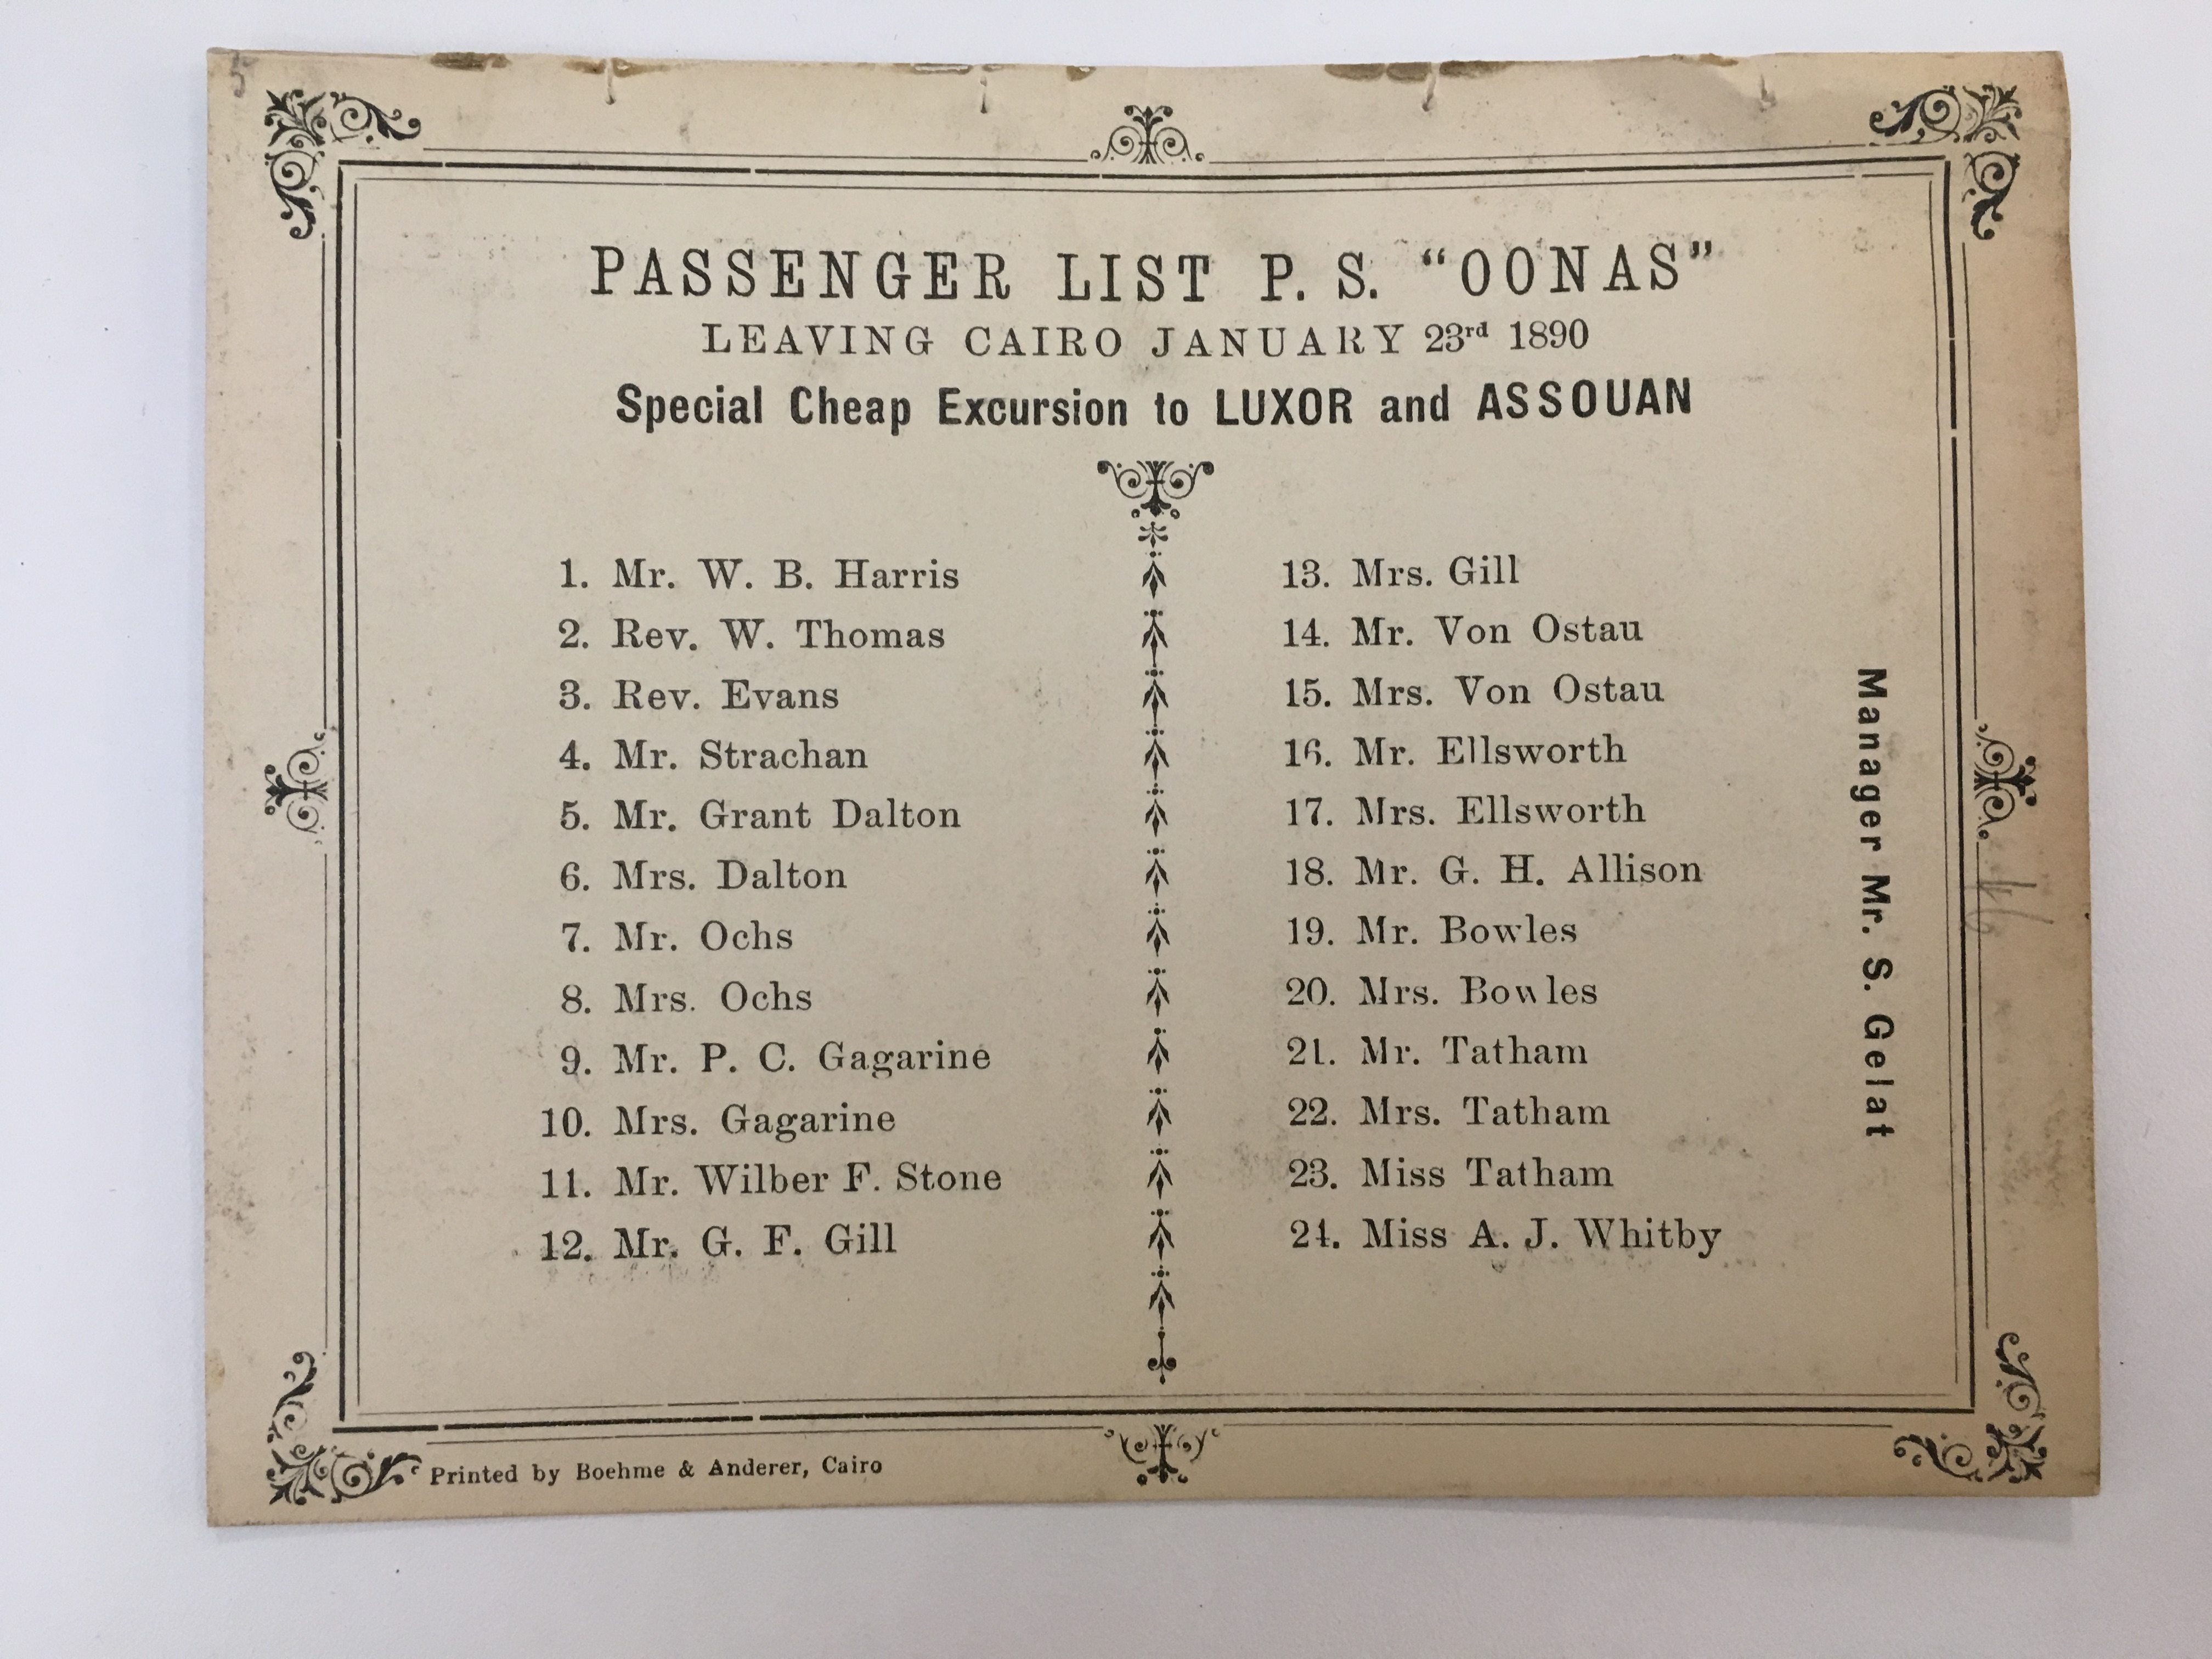 PASSENGER LIST P. S. “OONAS”
LEAVING CAIRO JANUARY 23rd 1890
Special Cheap Excursion to LUXOR and ASSOUAN
1. Mr. W. B. Harris
2. Rev. W. Thomas
3. Rev. Evans
4. Mr. Strachan
5. Mr. Grant Dalton
6. Mrs. Dalton
7. Mr. Ochs
8. Mrs. Ochs
9. Mr. P. C. Gagarine
10. Mrs. Gagarine
11. Mr. Wilber F. Stone
12. Mr. G. F. Gill
13. Mrs. Gill
14. Mr. Von Ostau
15. Mrs. Von Ostau
16. Mr. Ellsworth
17. Mrs. Ellsworth
18. Mr. G. H. Allison
19. Mr. Bowles
20. Mrs. Bowles
21. Mr. Tatham
22. Mrs. Tatham
23. Miss Tatham
24. Miss A. J. Whitby
Manager Mr. S. Gelat
Printed by Boehme & Anderer, Cairo